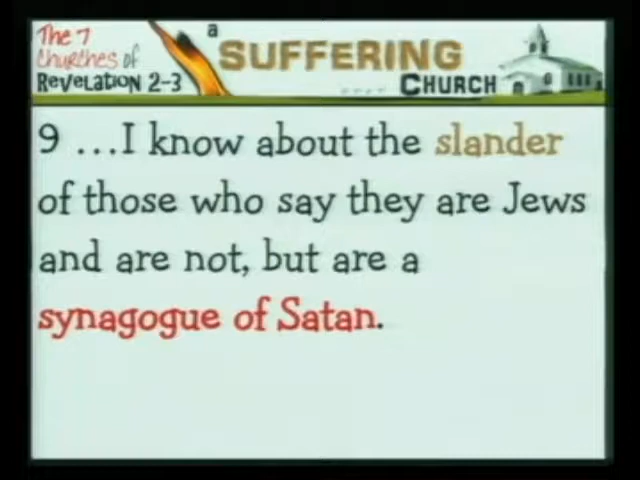 The 7
Churches of
Revelation 2-3
a
SUFFERING
CHURCH
9 ...I know about the slander
of those who say they are Jews
and are not, but are a
synagogue of Satan.